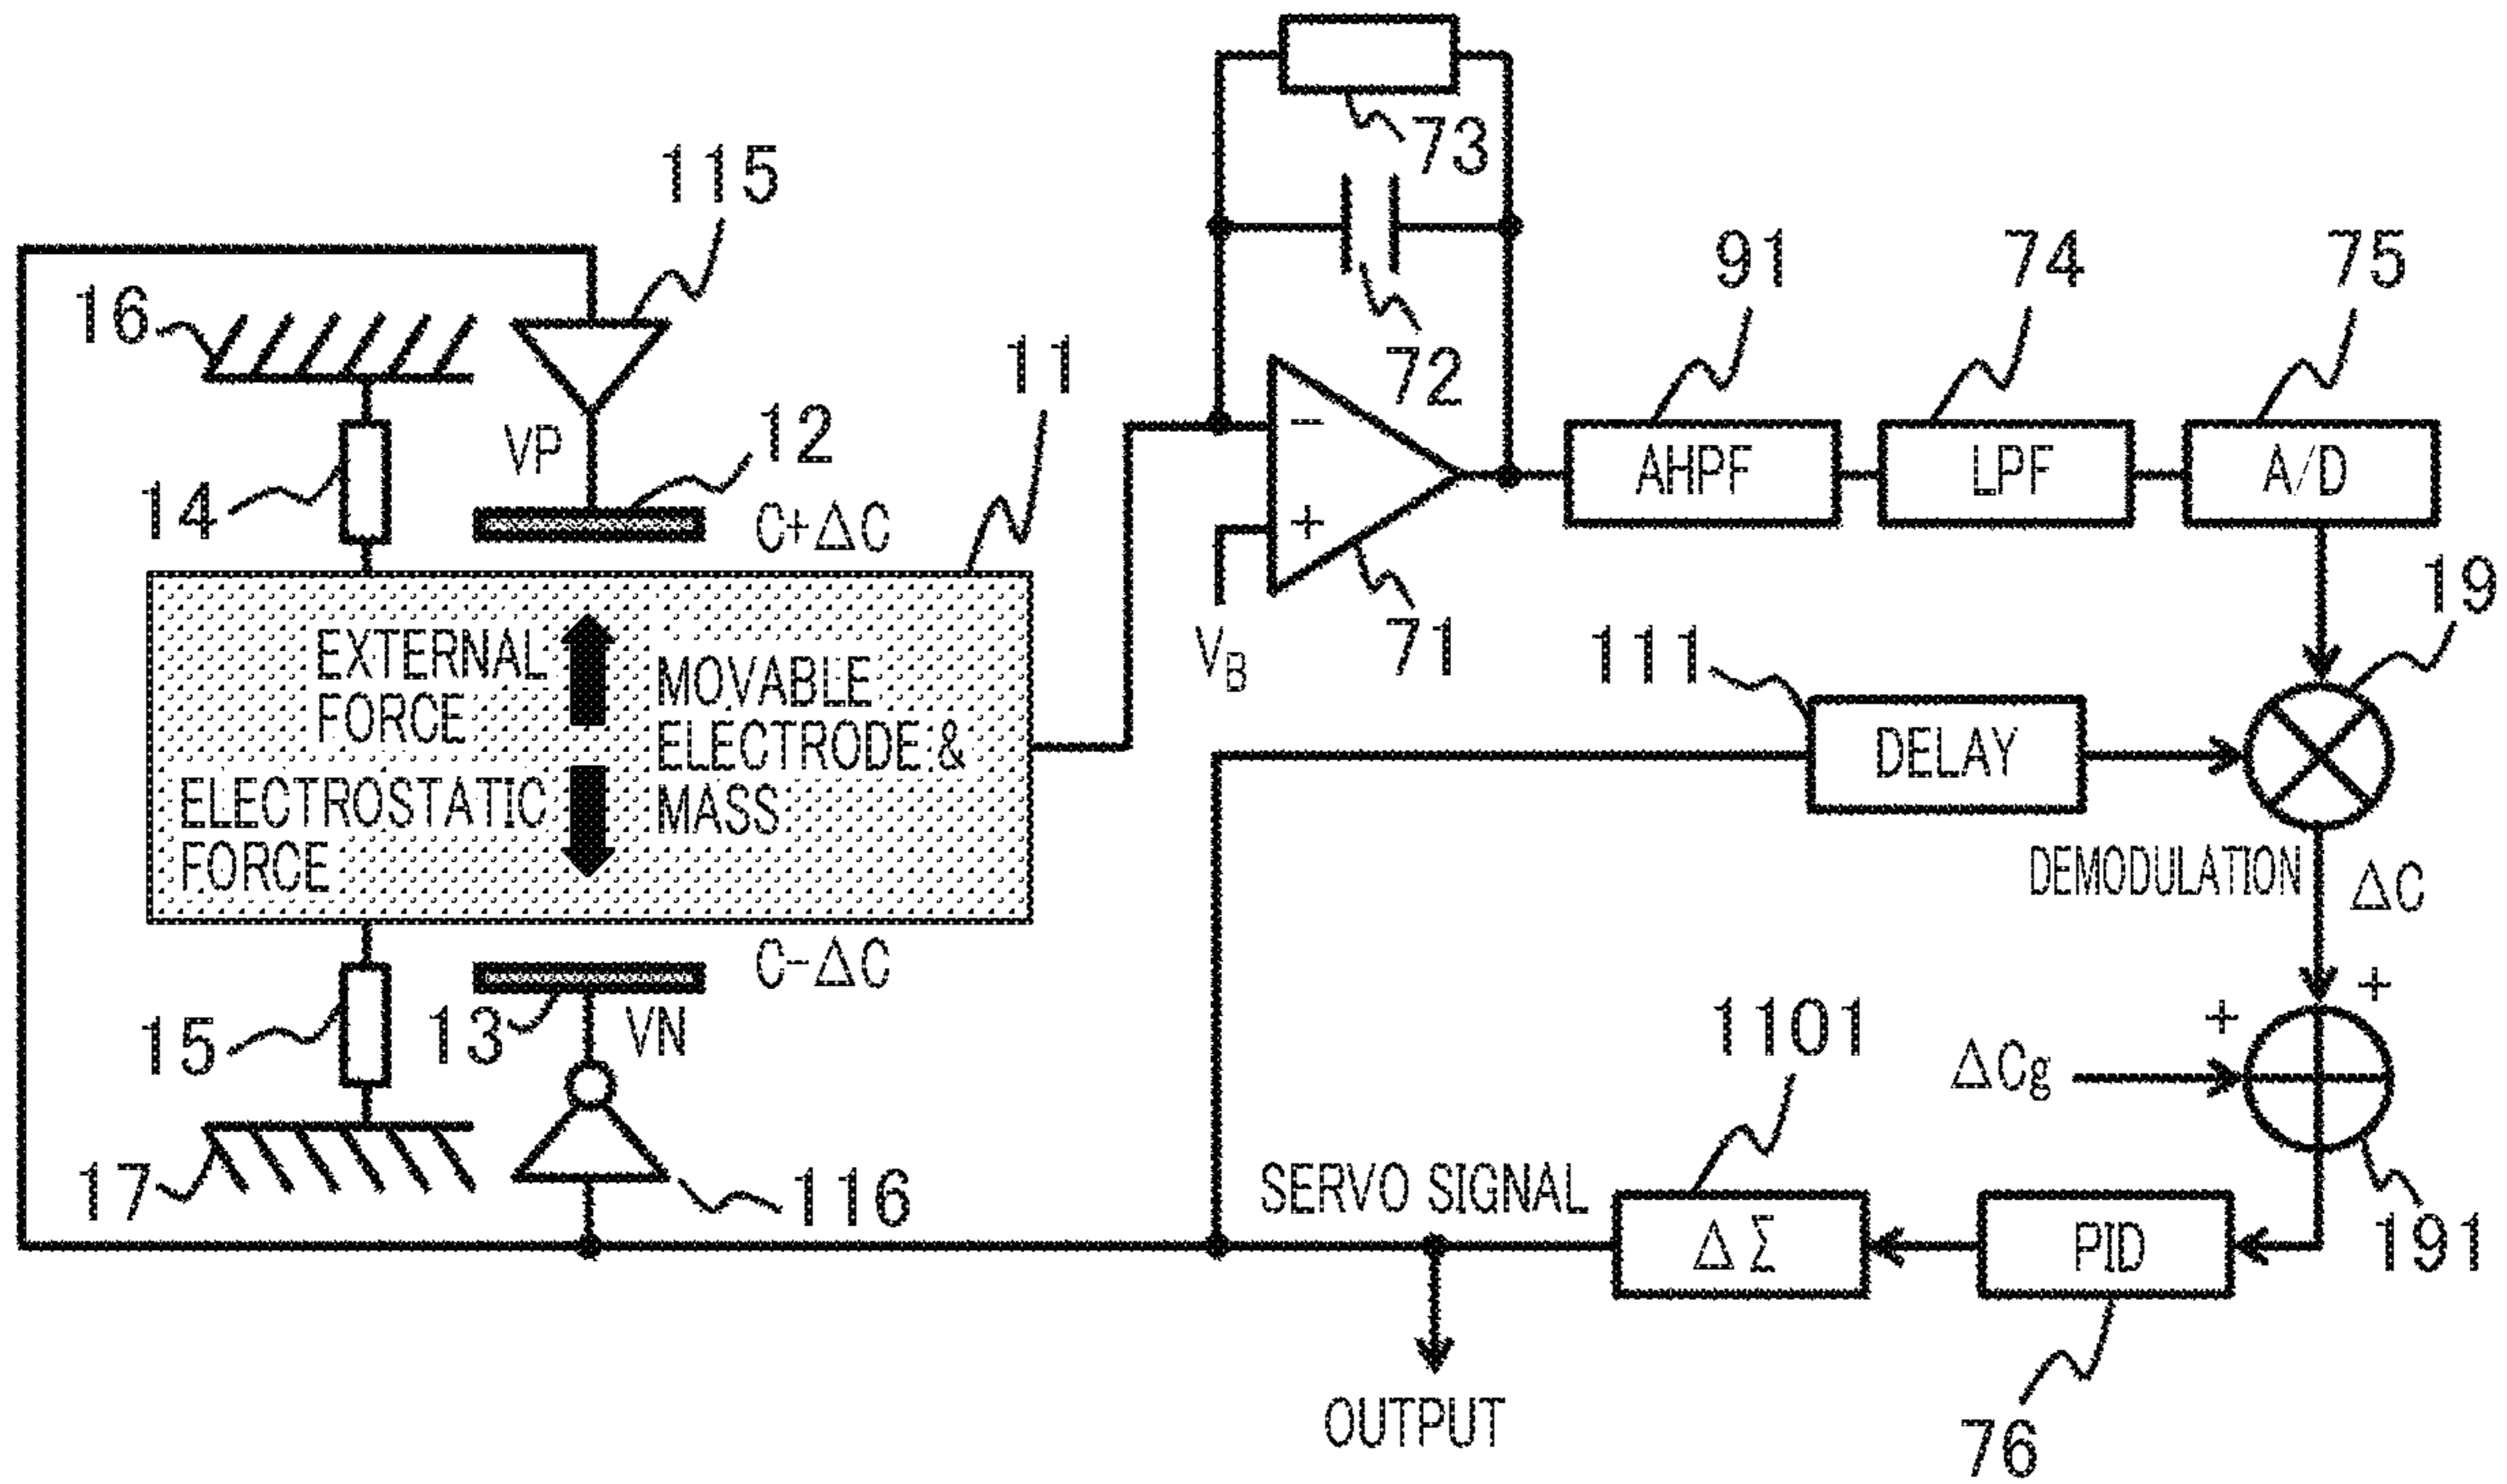 73
115
72
91
74
75
16
11
VP
12
14
C+ΔC
−
+
AHPF
LPF
A/D
71
VB
19
111
EXTERNAL
FORCE
MOVABLE
ELECTRODE &
MASS
ELECTROSTATIC
FORCE
DELAY
DEMODULATION
ΔC
C-ΔC
13
VN
15
1101
+
+
ΔCg
17
116
SERVO SIGNAL
ΔΣ
PID
191
OUTPUT
76